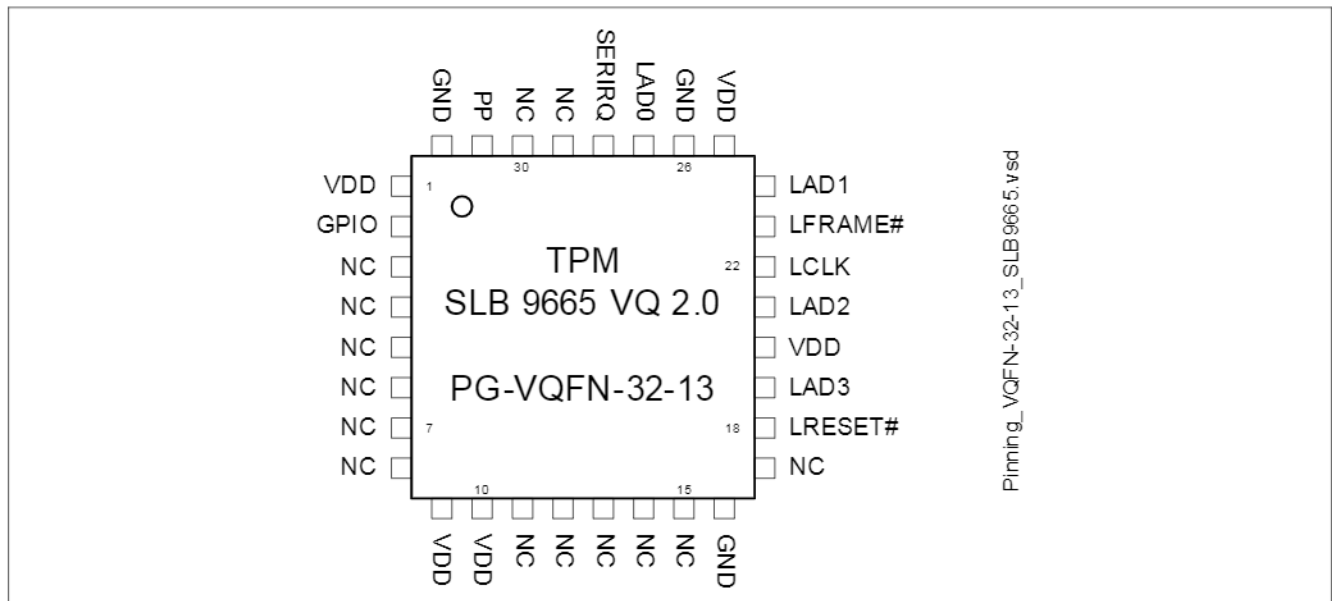 GND
PP
NC
NC
SERIRQ
LAD0
GND
VDD
30
26
VDD
1
LAD1
GPIO
LFRAME#
NC
TPM
22
LCLK
NC
SLB 9665 VQ 2.0
LAD2
NC
VDD
NC
PG-VQFN-32-13
LAD3
NC
7
18
LRESET#
NC
NC
10
15
VDD
VDD
NC
NC
NC
NC
NC
GND
Pinning_VQFN-32-13_SLB9665.vsd